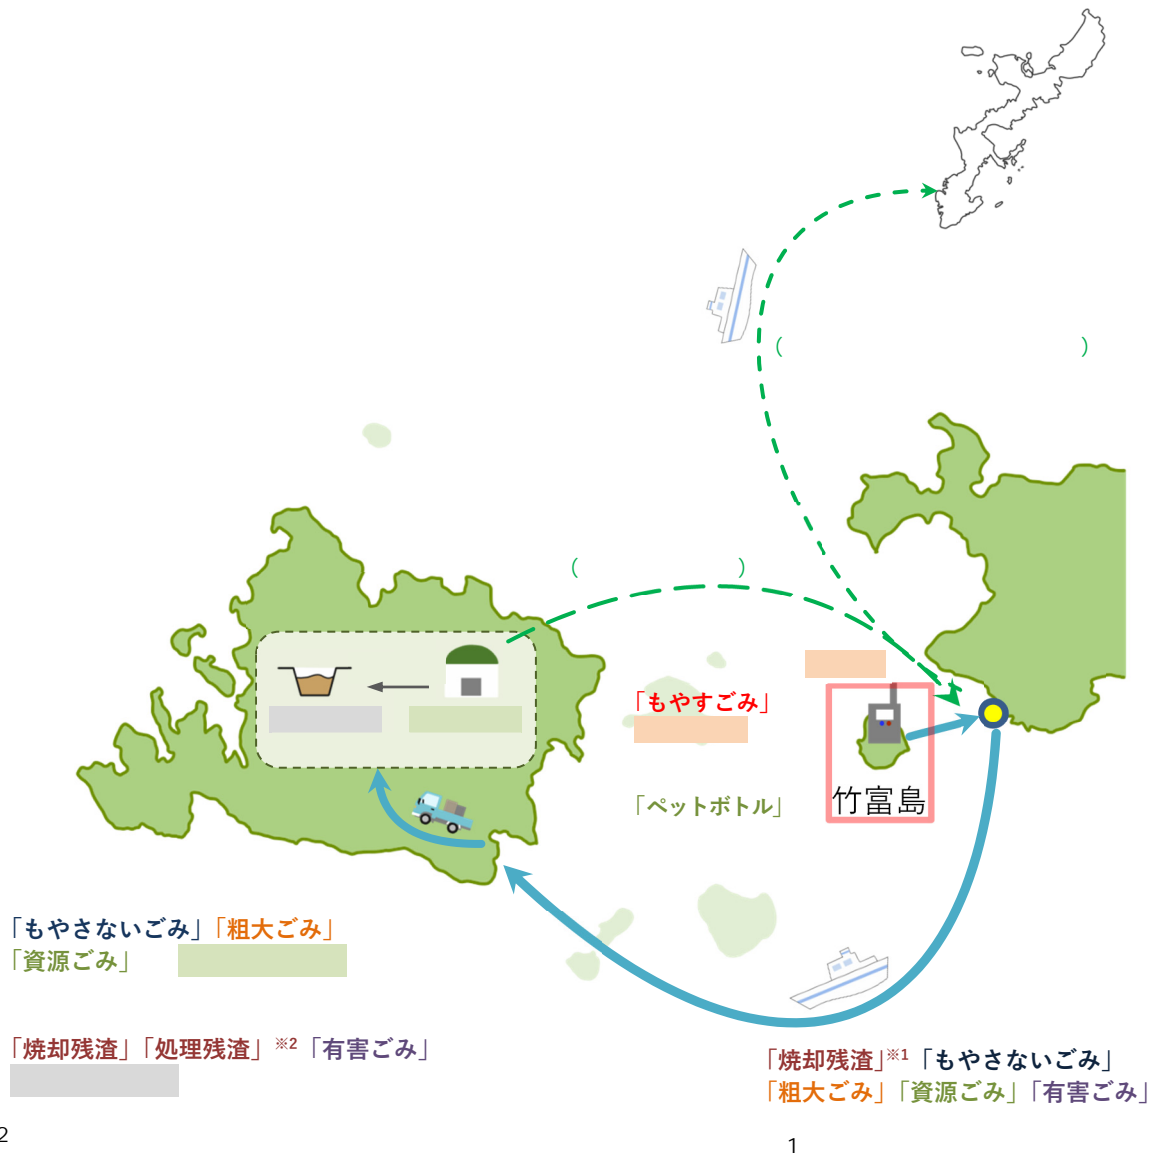 (　)
(　)
「もやすごみ」
「ペットボトル」
竹富島
「もやさないごみ」「粗大ごみ」
「資源ごみ」
「焼却残渣」「処理残渣」※2「有害ごみ」
「焼却残渣」※1「もやさないごみ」
「粗大ごみ」「資源ごみ」「有害ごみ」
2
1